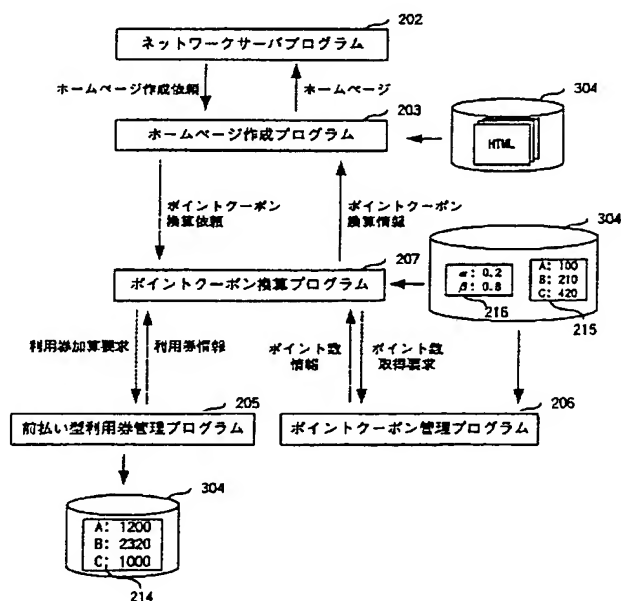 202
ネットワークサーバプログラム
ホームページ作成依頼
ホームページ
203
ホームページ作成プログラム
304
HTML
ポイントクーポン
換算依頼
ポイントクーポン
換算情報
304
207
ポイントクーポン換算プログラム
α: 0.2
β: 0.8
216
A: 100
B: 210
C: 420
215
利用券加算要求
利用券情報
ポイント数
情報
ポイント数
取得要求
205
前払い型利用券管理プログラム
206
ポイントクーポン管理プログラム
304
A: 1200
B: 2320
C: 1000
214